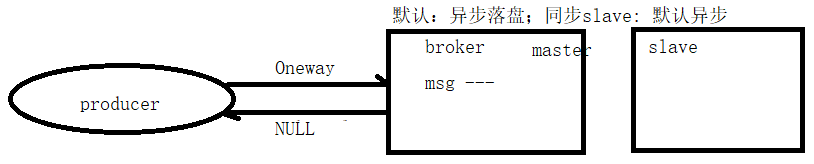 默认：异步落盘；同步slave: 默认异步
broker master slave
Oneway
msg ---
producer
NULL